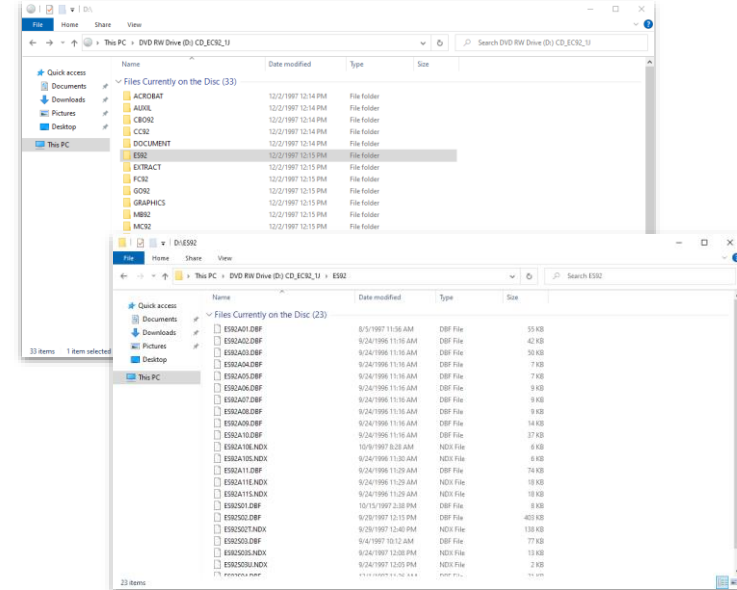 D:\
File Home Share View
This PC › DVD RW Drive (D:) CD_EC92_1J
Search DVD RW Drive (D:) CD_EC92_1J
Name Date modified Type Size
Quick access
Documents
Downloads
Pictures
Desktop
This PC
Files Currently on the Disc (33)
ACROBAT 12/2/1997 12:14 PM File folder
AUXIL 12/2/1997 12:14 PM File folder
CBO92 12/2/1997 12:14 PM File folder
CC92 12/2/1997 12:14 PM File folder
DOCUMENT 12/2/1997 12:14 PM File folder
ES92 12/2/1997 12:15 PM File folder
EXTRACT 12/2/1997 12:15 PM File folder
FC92 12/2/1997 12:15 PM File folder
GO92 12/2/1997 12:15 PM File folder
GRAPHICS 12/2/1997 12:15 PM File folder
MB92 12/2/1997 12:15 PM File folder
MC92 12/2/1997 12:15 PM File folder
33 items 1 item selected
D:\ES92
File Home Share View
This PC › DVD RW Drive (D:) CD_EC92_1J › ES92
Search ES92
Name Date modified Type Size
Quick access
Documents
Downloads
Pictures
Desktop
This PC
Files Currently on the Disc (23)
ES92A01.DBF 8/5/1997 11:56 AM DBF File 55 KB
ES92A02.DBF 9/24/1996 11:16 AM DBF File 42 KB
ES92A03.DBF 9/24/1996 11:16 AM DBF File 50 KB
ES92A04.DBF 9/24/1996 11:16 AM DBF File 7 KB
ES92A05.DBF 9/24/1996 11:16 AM DBF File 7 KB
ES92A06.DBF 9/24/1996 11:16 AM DBF File 9 KB
ES92A07.DBF 9/24/1996 11:16 AM DBF File 9 KB
ES92A08.DBF 9/24/1996 11:16 AM DBF File 9 KB
ES92A09.DBF 9/24/1996 11:16 AM DBF File 14 KB
ES92A10.DBF 9/24/1996 11:16 AM DBF File 37 KB
ES92A10E.NDX 10/9/1997 8:28 AM NDX File 6 KB
ES92A10S.NDX 9/24/1996 11:30 AM NDX File 6 KB
ES92A11.DBF 9/24/1996 11:29 AM DBF File 74 KB
ES92A11E.NDX 9/24/1996 11:29 AM NDX File 18 KB
ES92A11S.NDX 9/24/1996 11:29 AM NDX File 18 KB
ES92S01.DBF 10/15/1997 2:38 PM DBF File 8 KB
ES92S02.DBF 9/29/1997 12:15 PM DBF File 403 KB
ES92S02T.NDX 9/29/1997 12:40 PM NDX File 138 KB
ES92S03.DBF 9/4/1997 10:12 AM DBF File 77 KB
ES92S03S.NDX 9/24/1997 12:08 PM NDX File 13 KB
ES92S03U.NDX 9/24/1997 12:05 PM NDX File 2 KB
23 items